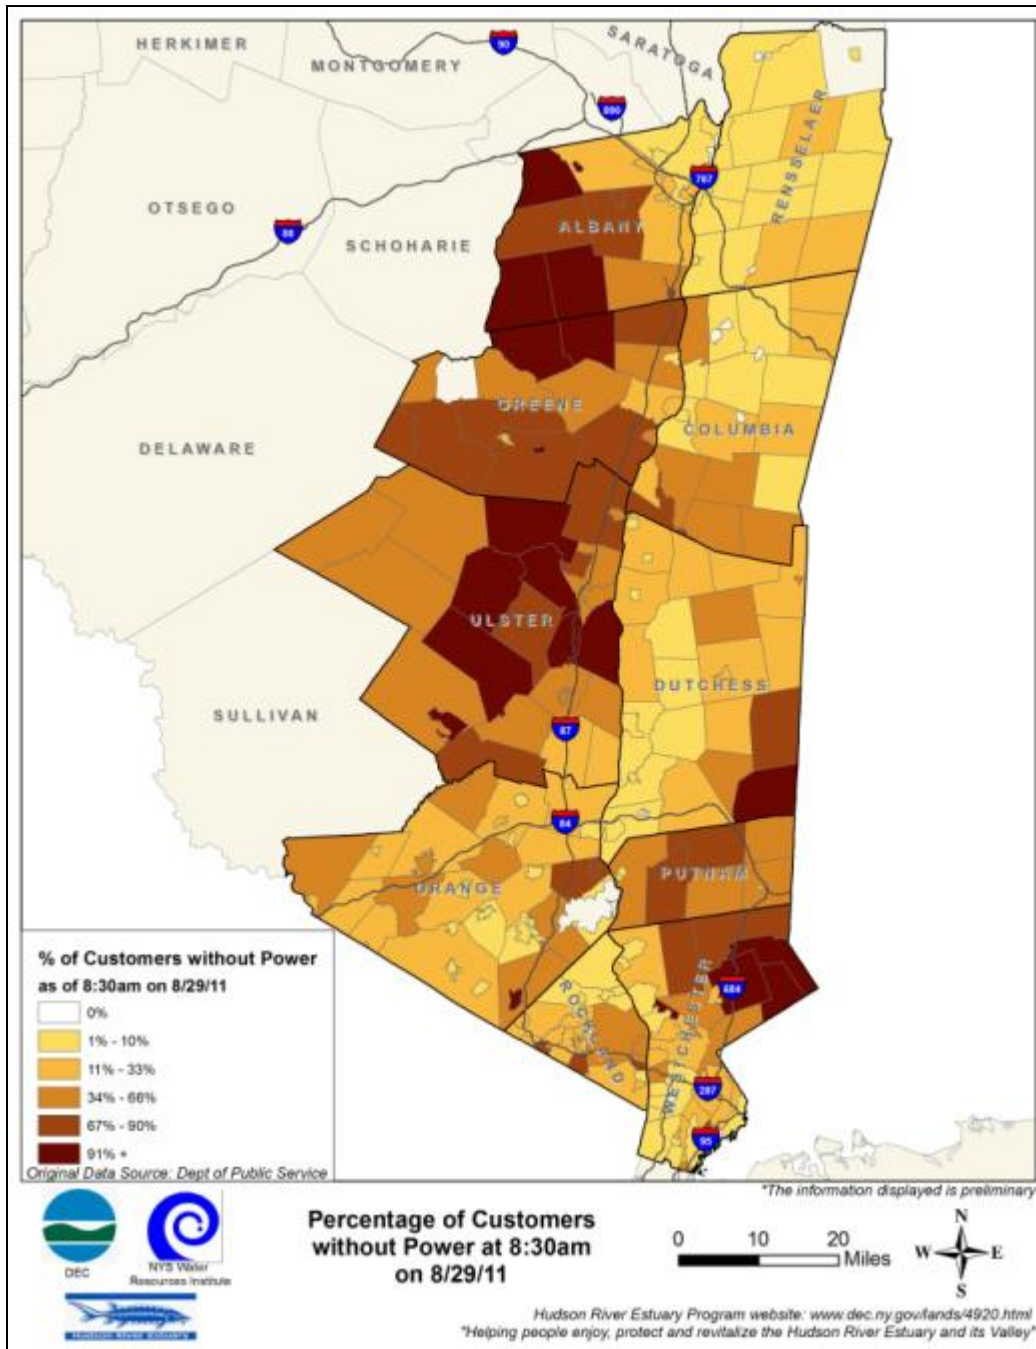 HERKIMER
MONTGOMERY
90
SARATOGA
890
RENSSELAER
787
OTSEGO
88
SCHOHARIE
ALBANY
GREENE
COLUMBIA
DELAWARE
ULSTER
DUTCHESS
SULLIVAN
87
84
ORANGE
PUTNAM
ROCKLAND
WESTCHESTER
684
287
95
% of Customers without Power
as of 8:30am on 8/29/11
0%
1% - 10%
11% - 33%
34% - 66%
67% - 90%
91% +
Original Data Source: Dept of Public Service
*The information displayed is preliminary
DEC
NYS Water
Resources Institute
Hudson River Estuary
Percentage of Customers
without Power at 8:30am
on 8/29/11
0 10 20
Miles
N
W E
S
Hudson River Estuary Program website: www.dec.ny.gov/lands/4920.html
"Helping people enjoy, protect and revitalize the Hudson River Estuary and its Valley"